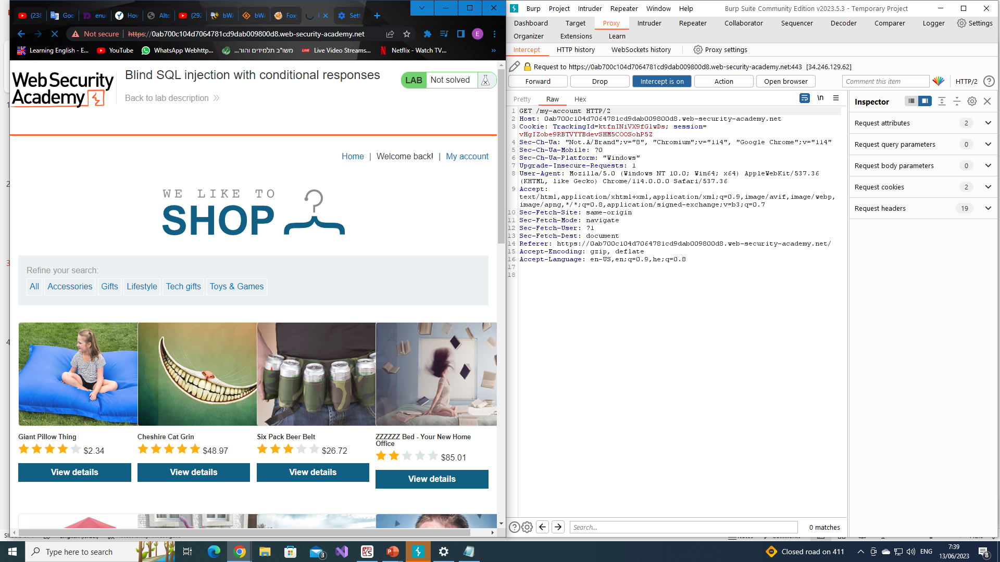 (238
Goo
enur
How
Alto
(292
bWA
bWA
Fox
Sett
Not secure
https://0ab700c104d7064781cd9dab009800d8.web-security-academy.net
E
Learning English - E...
YouTube
WhatsApp Webhttp...
משו"ב תלמידים והור...
Live Video Streams...
Netflix - Watch TV...
Web Security
Academy
Blind SQL injection with conditional responses
Back to lab description
LAB
Not solved
Home | Welcome back! | My account
WE LIKE TO
SHOP
Refine your search:
All
Accessories
Gifts
Lifestyle
Tech gifts
Toys & Games
Giant Pillow Thing
$2.34
View details
Cheshire Cat Grin
$48.97
View details
Six Pack Beer Belt
$26.72
View details
ZZZZZZ Bed - Your New Home
Office
$85.01
View details
Burp Project Intruder Repeater Window Help
Burp Suite Community Edition v2023.5.3 - Temporary Project
Dashboard Target Proxy Intruder Repeater Collaborator Sequencer Decoder Comparer Logger Settings
Organizer Extensions Learn
Intercept HTTP history WebSockets history Proxy settings
Request to https://0ab700c104d7064781cd9dab009800d8.web-security-academy.net:443 [34.246.129.62]
Forward
Drop
Intercept is on
Action
Open browser
Comment this item
HTTP/2
Pretty Raw Hex
\n
1 GET /my-account HTTP/2
2 Host: 0ab700c104d7064781cd9dab009800d8.web-security-academy.net
3 Cookie: TrackingId=ktfnINiVX9fGlwDs; session=
vHgIZobe9RBTVYYBdevSHM5COOSohP5Z
4 Sec-Ch-Ua: "Not.A/Brand";v="8", "Chromium";v="114", "Google Chrome";v="114"
5 Sec-Ch-Ua-Mobile: ?0
6 Sec-Ch-Ua-Platform: "Windows"
7 Upgrade-Insecure-Requests: 1
8 User-Agent: Mozilla/5.0 (Windows NT 10.0; Win64; x64) AppleWebKit/537.36
(KHTML, like Gecko) Chrome/114.0.0.0 Safari/537.36
9 Accept:
text/html,application/xhtml+xml,application/xml;q=0.9,image/avif,image/webp,
image/apng,*/*;q=0.8,application/signed-exchange;v=b3;q=0.7
10 Sec-Fetch-Site: same-origin
11 Sec-Fetch-Mode: navigate
12 Sec-Fetch-User: ?1
13 Sec-Fetch-Dest: document
14 Referer: https://0ab700c104d7064781cd9dab009800d8.web-security-academy.net/
15 Accept-Encoding: gzip, deflate
16 Accept-Language: en-US,en;q=0.9,he;q=0.8
17
18
Search...
0 matches
Inspector
Request attributes 2
Request query parameters 0
Request body parameters 0
Request cookies 2
Request headers 19
1
2
3
4
Type here to search
3
Closed road on 411
ENG
7:39
13/06/2023
8